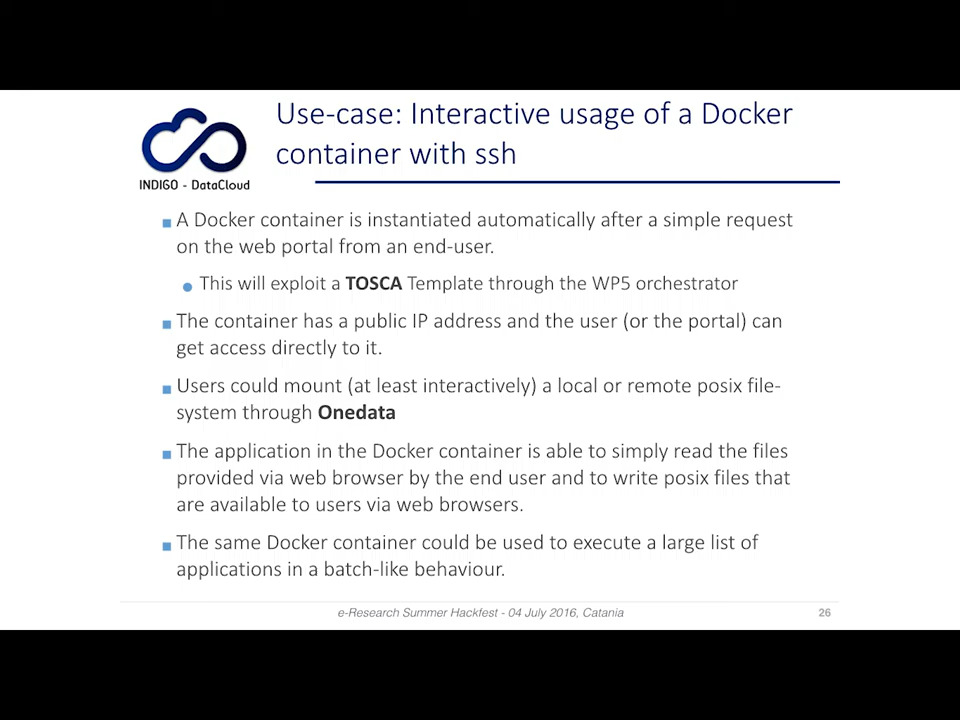 Use-case: Interactive usage of a Docker
container with ssh
INDIGO - DataCloud
A Docker container is instantiated automatically after a simple request
on the web portal from an end-user.
This will exploit a TOSCA Template through the WP5 orchestrator
The container has a public IP address and the user (or the portal) can
get access directly to it.
Users could mount (at least interactively) a local or remote posix file-
system through Onedata
The application in the Docker container is able to simply read the files
provided via web browser by the end user and to write posix files that
are available to users via web browsers.
The same Docker container could be used to execute a large list of
applications in a batch-like behaviour.
e-Research Summer Hackfest - 04 July 2016, Catania
26